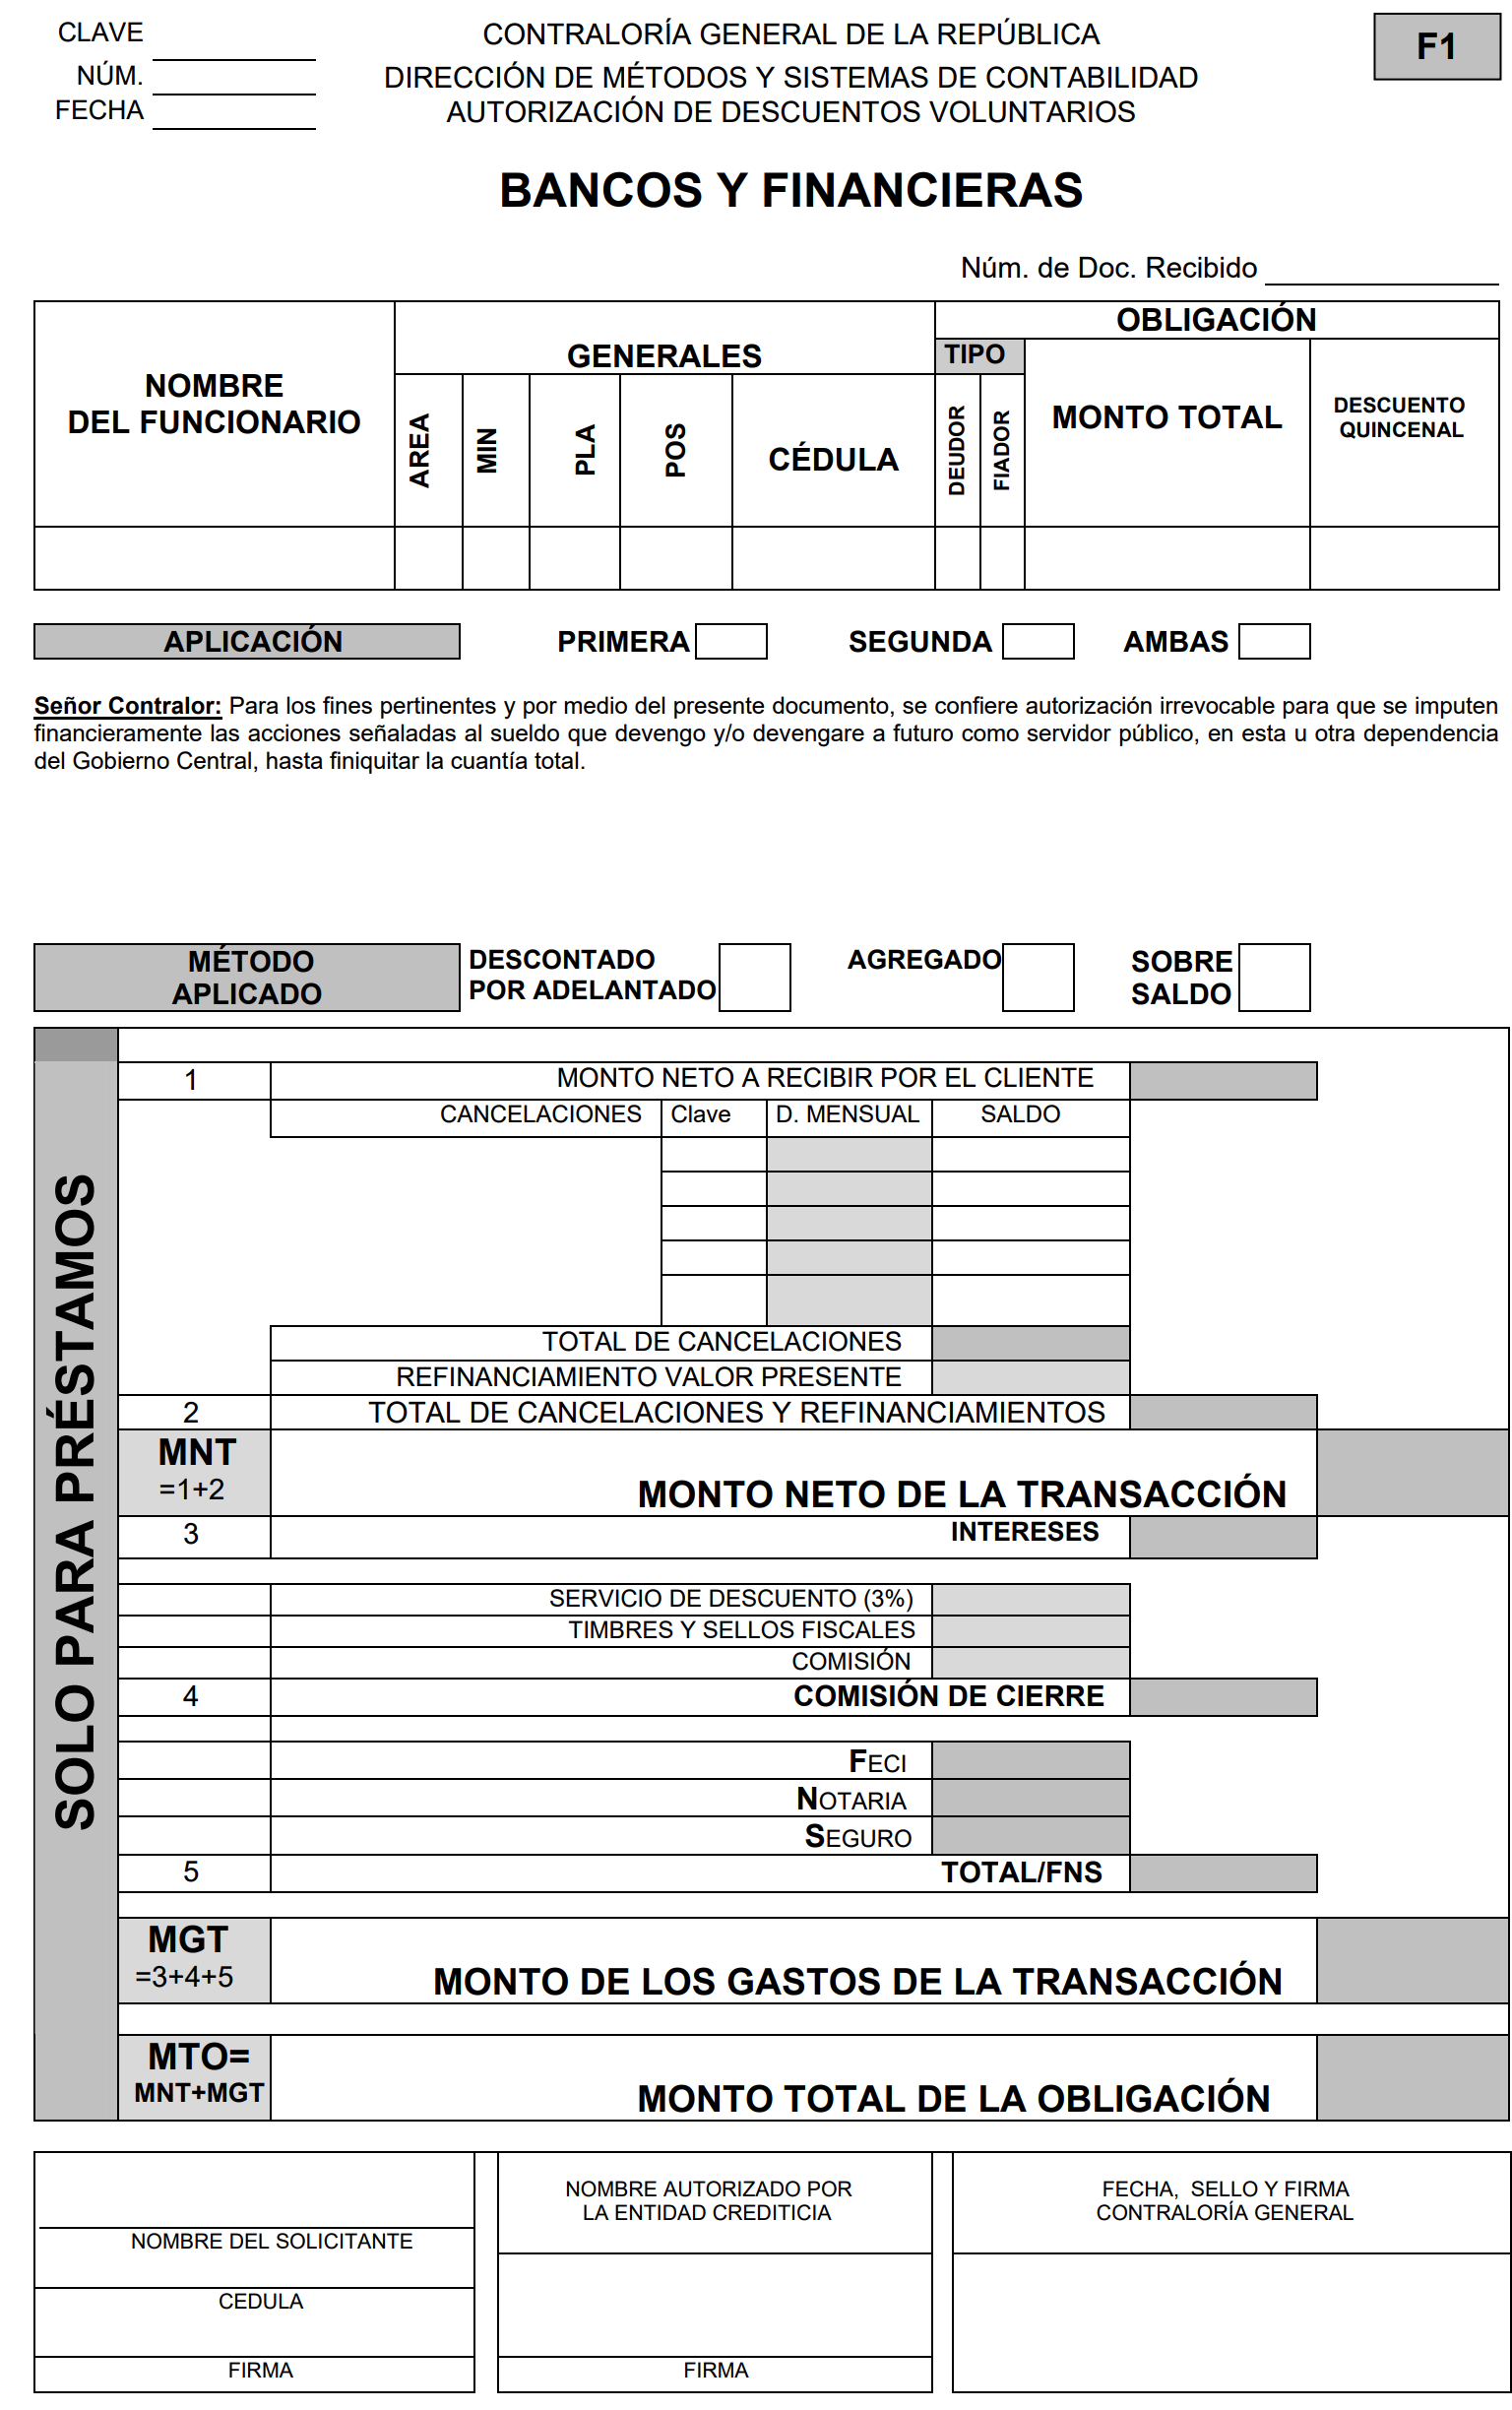 CLAVE
NÚM.
FECHA
CONTRALORÍA GENERAL DE LA REPÚBLICA
DIRECCIÓN DE MÉTODOS Y SISTEMAS DE CONTABILIDAD
AUTORIZACIÓN DE DESCUENTOS VOLUNTARIOS
F1
BANCOS Y FINANCIERAS
Núm. de Doc. Recibido
NOMBRE
DEL FUNCIONARIO
GENERALES
AREA
MIN
PLA
POS
CÉDULA
OBLIGACIÓN
TIPO
DEUDOR
FIADOR
MONTO TOTAL
DESCUENTO
QUINCENAL
APLICACIÓN
PRIMERA
SEGUNDA
AMBAS
Señor Contralor: Para los fines pertinentes y por medio del presente documento, se confiere autorización irrevocable para que se imputen
financieramente las acciones señaladas al sueldo que devengo y/o devengare a futuro como servidor público, en esta u otra dependencia
del Gobierno Central, hasta finiquitar la cuantía total.
MÉTODO
APLICADO
DESCONTADO
POR ADELANTADO
AGREGADO
SOBRE
SALDO
SOLO PARA PRÉSTAMOS
1
MONTO NETO A RECIBIR POR EL CLIENTE
CANCELACIONES
Clave
D. MENSUAL
SALDO
TOTAL DE CANCELACIONES
REFINANCIAMIENTO VALOR PRESENTE
2
TOTAL DE CANCELACIONES Y REFINANCIAMIENTOS
MNT
=1+2
MONTO NETO DE LA TRANSACCIÓN
3
INTERESES
SERVICIO DE DESCUENTO (3%)
TIMBRES Y SELLOS FISCALES
COMISIÓN
4
COMISIÓN DE CIERRE
FECI
NOTARIA
SEGURO
5
TOTAL/FNS
MGT
=3+4+5
MONTO DE LOS GASTOS DE LA TRANSACCIÓN
MTO=
MNT+MGT
MONTO TOTAL DE LA OBLIGACIÓN
NOMBRE DEL SOLICITANTE
CEDULA
FIRMA
NOMBRE AUTORIZADO POR
LA ENTIDAD CREDITICIA
FIRMA
FECHA, SELLO Y FIRMA
CONTRALORÍA GENERAL